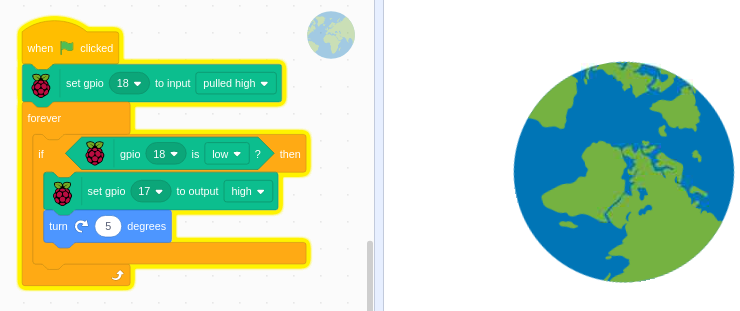 when clicked
set gpio 18 to input pulled high
forever
if gpio 18 is low ? then
set gpio 17 to output high
turn 5 degrees